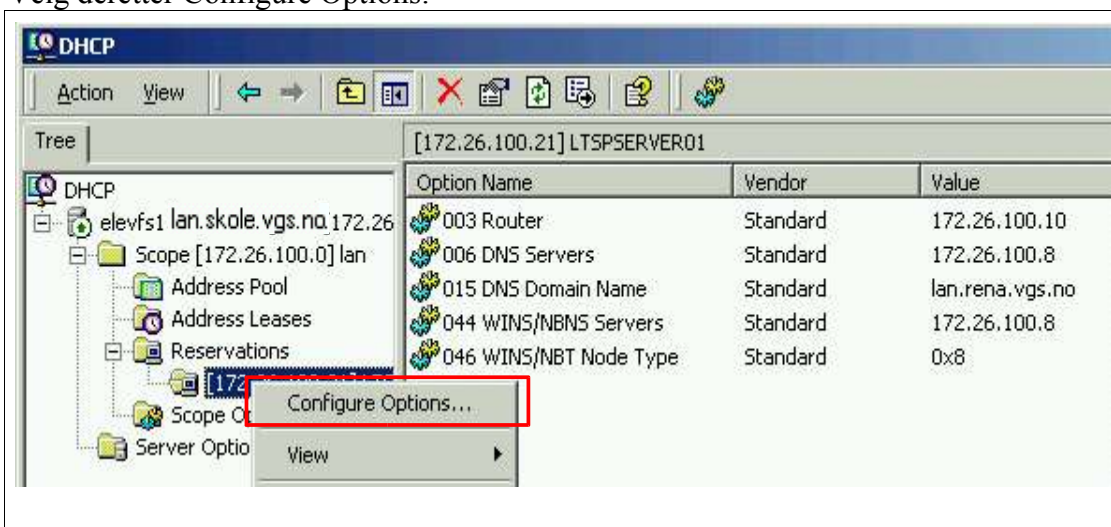 Velg deretter Configure Options.
DHCP
Action View
Tree
[172.26.100.21] LTSPSERVER01
DHCP
elevfs1 lan.skole.vgs.no 172.26
Scope [172.26.100.0] lan
Address Pool
Address Leases
Reservations
[172
Scope O
Server Optio
Option Name Vendor Value
003 Router Standard 172.26.100.10
006 DNS Servers Standard 172.26.100.8
015 DNS Domain Name Standard lan.rena.vgs.no
044 WINS/NBNS Servers Standard 172.26.100.8
046 WINS/NBT Node Type Standard 0x8
Configure Options...
View